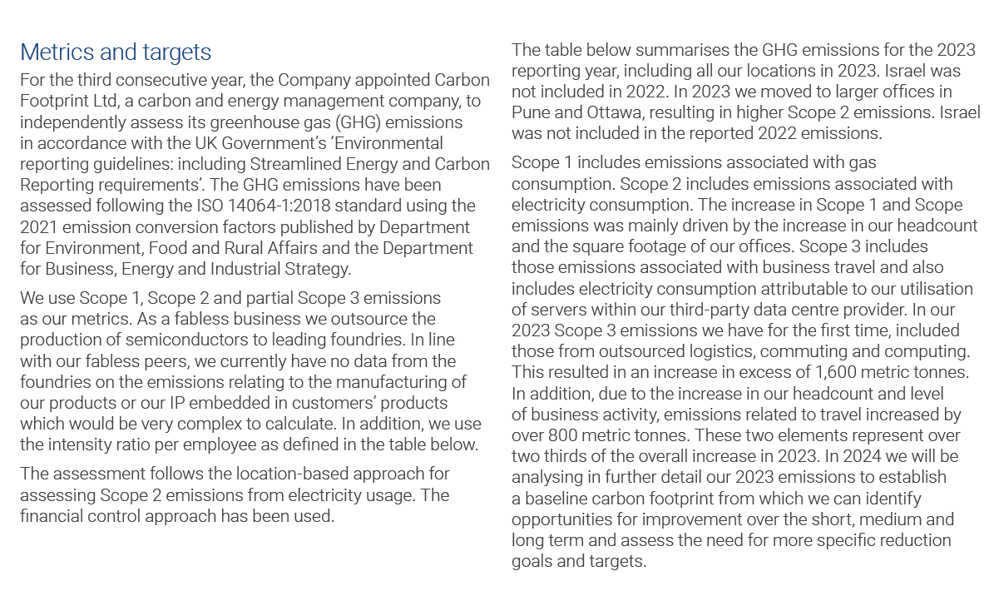 Metrics and targets
For the third consecutive year, the Company appointed Carbon
Footprint Ltd, a carbon and energy management company, to
independently assess its greenhouse gas (GHG) emissions
in accordance with the UK Government’s ‘Environmental
reporting guidelines: including Streamlined Energy and Carbon
Reporting requirements’. The GHG emissions have been
assessed following the ISO 14064-1:2018 standard using the
2021 emission conversion factors published by Department
for Environment, Food and Rural Affairs and the Department
for Business, Energy and Industrial Strategy.
We use Scope 1, Scope 2 and partial Scope 3 emissions
as our metrics. As a fabless business we outsource the
production of semiconductors to leading foundries. In line
with our fabless peers, we currently have no data from the
foundries on the emissions relating to the manufacturing of
our products or our IP embedded in customers’ products
which would be very complex to calculate. In addition, we use
the intensity ratio per employee as defined in the table below.
The assessment follows the location-based approach for
assessing Scope 2 emissions from electricity usage. The
financial control approach has been used.
The table below summarises the GHG emissions for the 2023
reporting year, including all our locations in 2023. Israel was
not included in 2022. In 2023 we moved to larger offices in
Pune and Ottawa, resulting in higher Scope 2 emissions. Israel
was not included in the reported 2022 emissions.
Scope 1 includes emissions associated with gas
consumption. Scope 2 includes emissions associated with
electricity consumption. The increase in Scope 1 and Scope
emissions was mainly driven by the increase in our headcount
and the square footage of our offices. Scope 3 includes
those emissions associated with business travel and also
includes electricity consumption attributable to our utilisation
of servers within our third-party data centre provider. In our
2023 Scope 3 emissions we have for the first time, included
those from outsourced logistics, commuting and computing.
This resulted in an increase in excess of 1,600 metric tonnes.
In addition, due to the increase in our headcount and level
of business activity, emissions related to travel increased by
over 800 metric tonnes. These two elements represent over
two thirds of the overall increase in 2023. In 2024 we will be
analysing in further detail our 2023 emissions to establish
a baseline carbon footprint from which we can identify
opportunities for improvement over the short, medium and
long term and assess the need for more specific reduction
goals and targets.